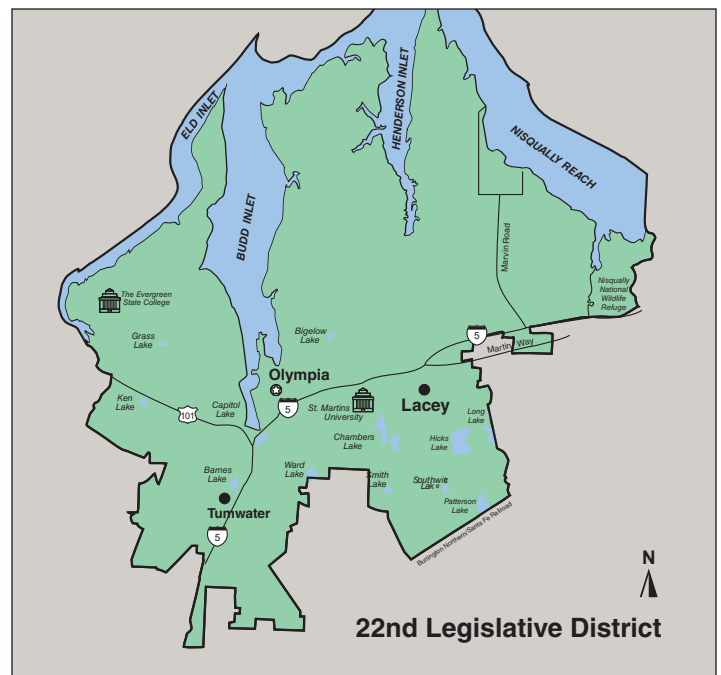 ELD INLET
HENDERSON INLET
NISQUALLY REACH
BUDD INLET
Marvin Road
The Evergreen
State College
Nisqually
National
Wildlife
Refuge
Grass
Lake
Bigelow
Lake
5
Martin Way
Olympia
Ken
Lake
101
Capitol
Lake
5
St. Martins
University
Lacey
Long
Lake
Chambers
Lake
Hicks
Lake
Barnes
Lake
Ward
Lake
Smith
Lake
Southwick
Lake
Patterson
Lake
Tumwater
5
Burlington Northern/Santa Fe Railroad
N
22nd Legislative District